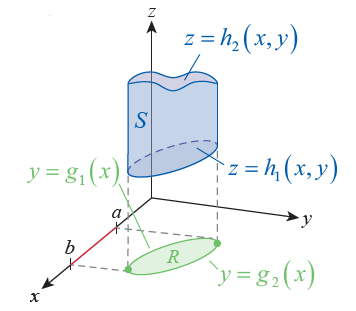 z
z = h₂(x, y)
S
y = g₁(x)
z = h₁(x, y)
a
y
b
R
x
y = g₂(x)